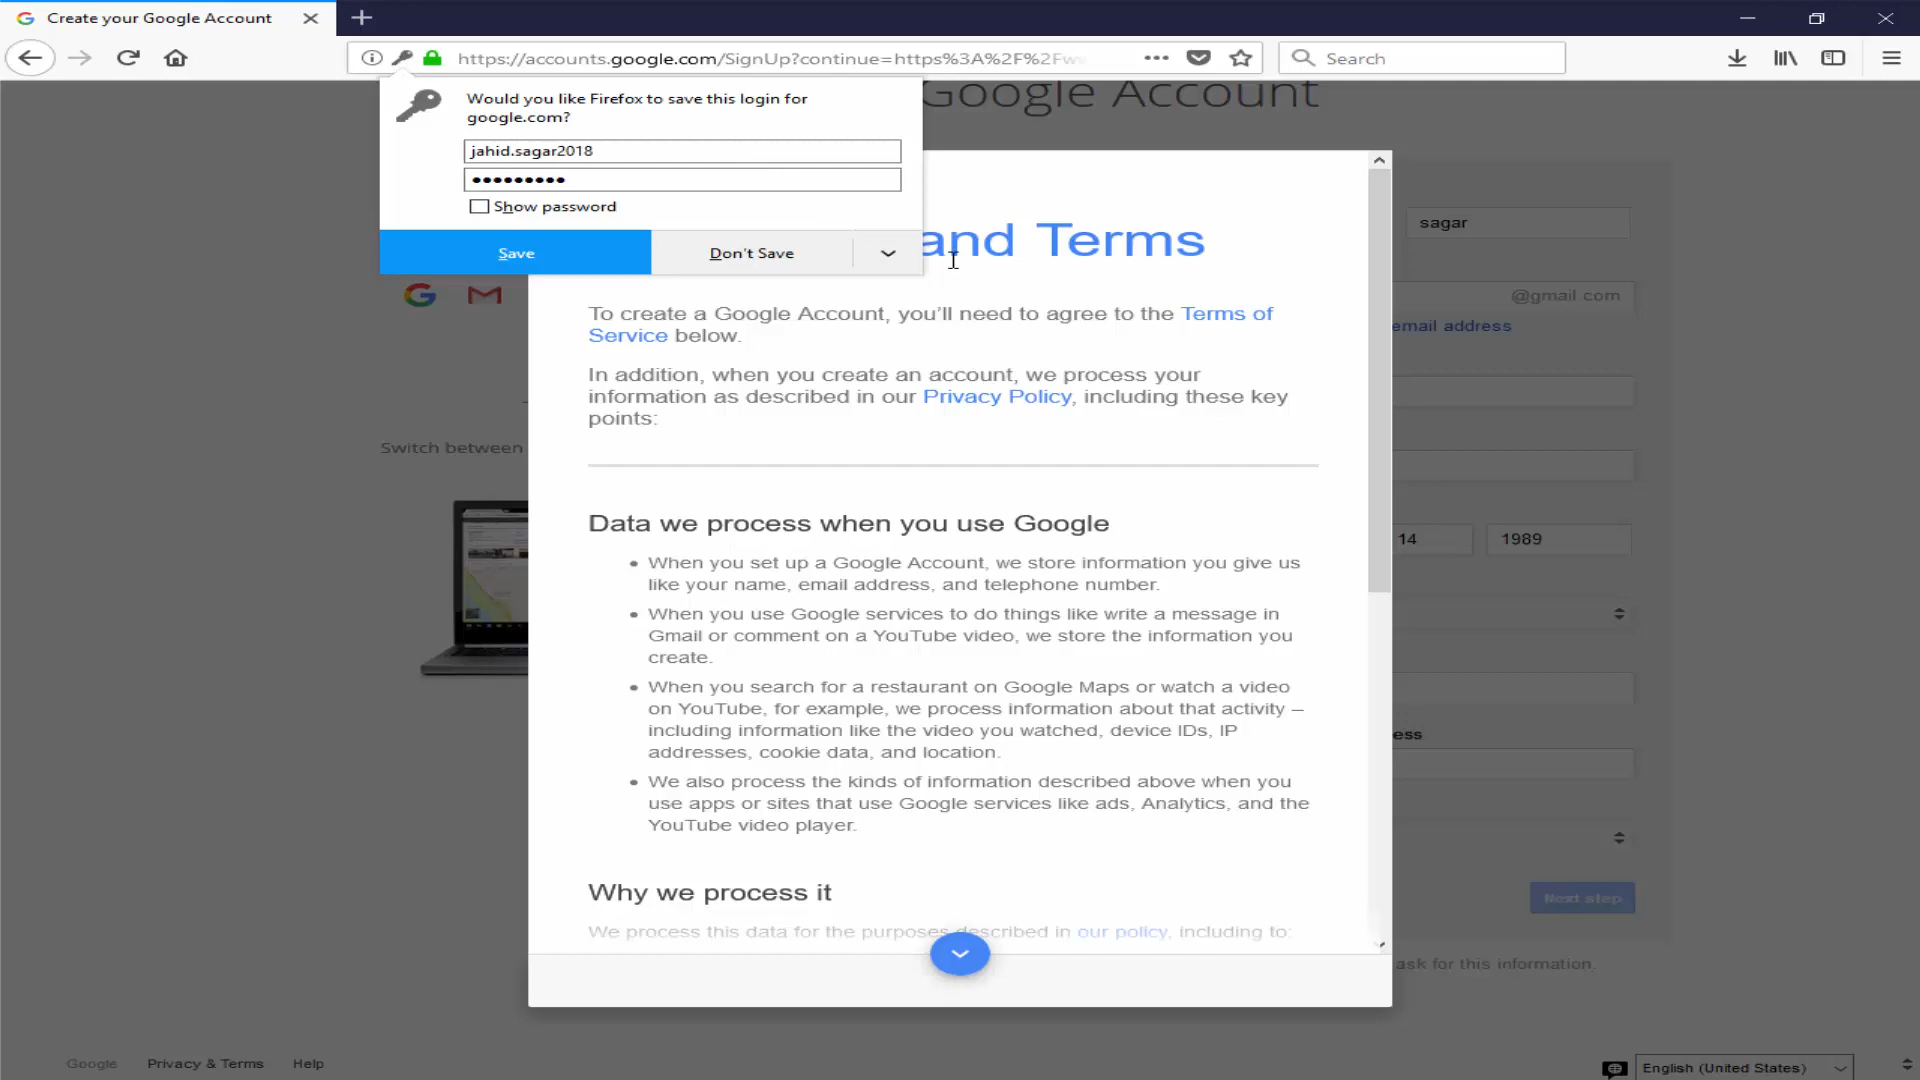 Create your Google Account
https://accounts.google.com/SignUp?continue=https%3A%2F%2Fw
Search
Google Account
Would you like Firefox to save this login for
google.com?
jahid.sagar2018
•••••••••
Show password
Save
Don't Save
and Terms
sagar
@gmail com
email address
To create a Google Account, you'll need to agree to the Terms of
Service below.
In addition, when you create an account, we process your
information as described in our Privacy Policy, including these key
points:
Switch between
Data we process when you use Google
14
1989
• When you set up a Google Account, we store information you give us
like your name, email address, and telephone number.
• When you use Google services to do things like write a message in
Gmail or comment on a YouTube video, we store the information you
create.
• When you search for a restaurant on Google Maps or watch a video
on YouTube, for example, we process information about that activity –
including information like the video you watched, device IDs, IP
addresses, cookie data, and location.
ess
• We also process the kinds of information described above when you
use apps or sites that use Google services like ads, Analytics, and the
YouTube video player.
Why we process it
Next step
We process this data for the purposes described in our policy, including to:
ask for this information.
Google
Privacy & Terms
Help
English (United States)